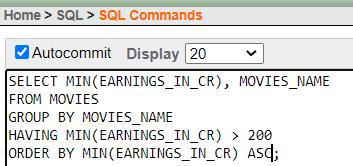 Home > SQL > SQL Commands
Autocommit Display 20
SELECT MIN(EARNINGS_IN_CR), MOVIES_NAME
FROM MOVIES
GROUP BY MOVIES_NAME
HAVING MIN(EARNINGS_IN_CR) > 200
ORDER BY MIN(EARNINGS_IN_CR) ASC;